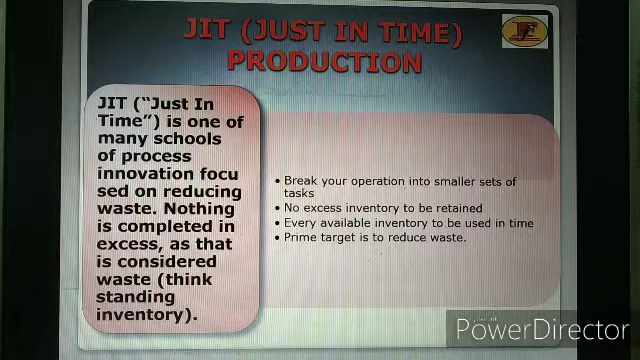 JIT (JUST IN TIME)
PRODUCTION
JIT ("Just In
Time") is one of
many schools
of process
innovation focu
sed on reducing
waste. Nothing
is completed in
excess, as that
is considered
waste (think
standing
inventory).
• Break your operation into smaller sets of
tasks
• No excess inventory to be retained
• Every available inventory to be used in time
• Prime target is to reduce waste.
PowerDirector